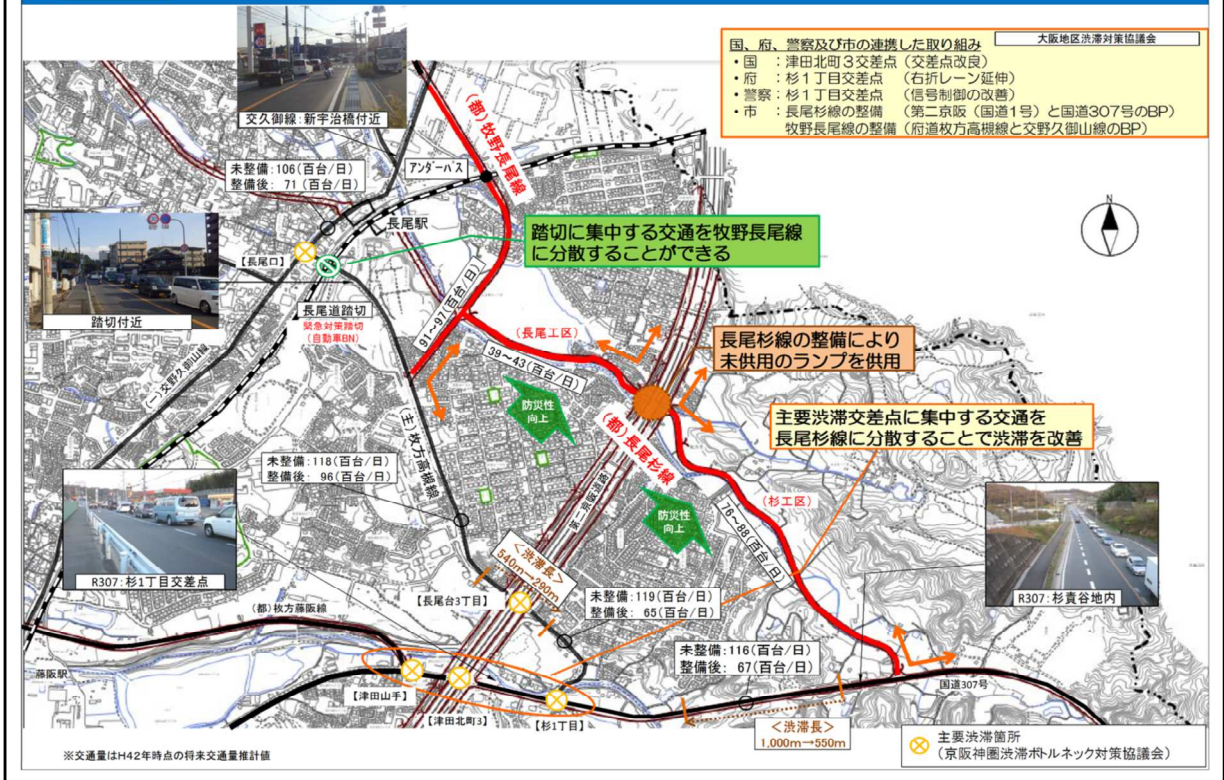 国、府、警察及び市の連携した取り組み
大阪地区渋滞対策協議会
・国　：津田北町３交差点（交差点改良）
・府　：杉１丁目交差点　（右折レーン延伸）
・警察：杉１丁目交差点　（信号制御の改善）
・市　：長尾杉線の整備　（第二京阪（国道1号）と国道307号のBP）
牧野長尾線の整備（府道枚方高槻線と交野久御山線のBP）
交久御線：新宇治橋付近
（都）牧野長尾線
未整備：106（百台/日）
整備後： 71（百台/日）
アンダーパス
長尾駅
踏切に集中する交通を牧野長尾線
に分散することができる
【長尾口】
踏切付近
長尾道踏切
緊急対策踏切
（自動車BN）
91～97（百台/日）
（長尾工区）
39～43（百台/日）
長尾杉線の整備により
未供用のランプを供用
（一）交野久御山線
防災性
向上
（都）長尾杉線
主要渋滞交差点に集中する交通を
長尾杉線に分散することで渋滞を改善
（主）枚方高槻線
未整備：118（百台/日）
整備後： 96（百台/日）
第二京阪道路
（杉工区）
防災性
向上
76～88（百台/日）
R307：杉１丁目交差点
R307：杉責谷地内
＜渋滞長＞
540m→290m
【長尾台３丁目】
未整備：119（百台/日）
整備後： 65（百台/日）
（都）枚方藤阪線
未整備：116（百台/日）
整備後： 67（百台/日）
藤阪駅
【津田山手】
【津田北町３】
【杉１丁目】
国道307号
＜渋滞長＞
1,000m→550m
主要渋滞箇所
（京阪神圏渋滞ボトルネック対策協議会）
※交通量はH42年時点の将来交通量推計値
N